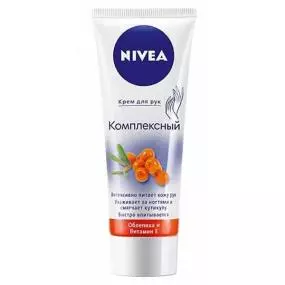 NIVEA
Крем для рук
Комплексный
Интенсивно питает кожу рук
Ухаживает за ногтями и
смягчает кутикулу
Быстро впитывается
Облепиха и
Витамин E